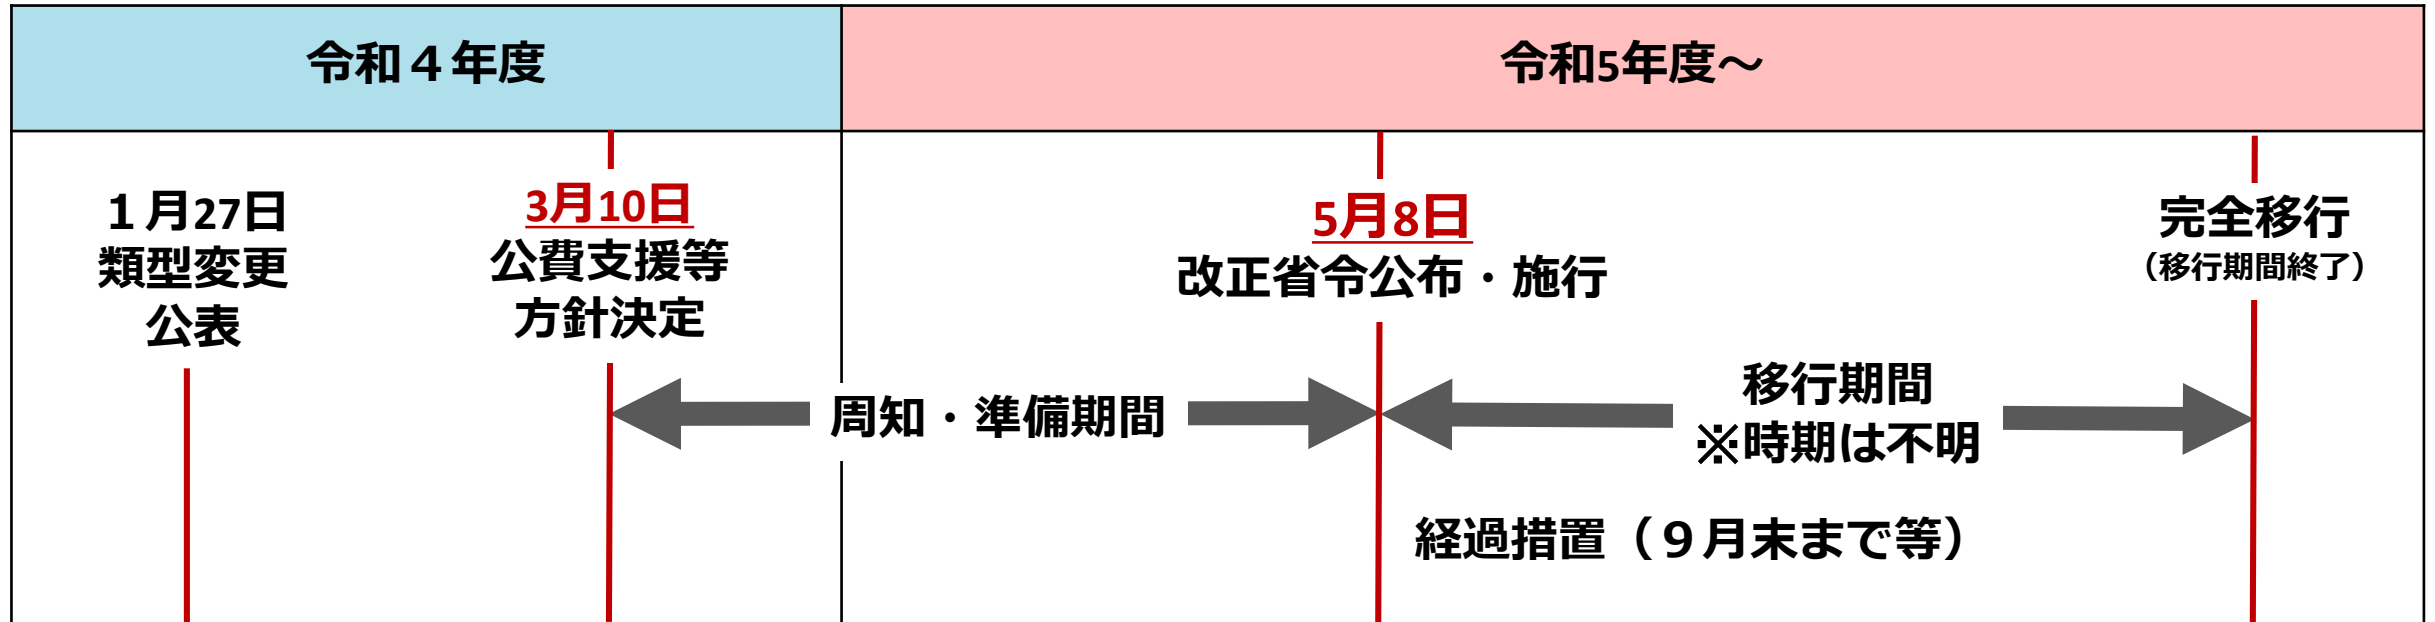 令和４年度
令和5年度～
１月27日
類型変更
公表
3月10日
公費支援等
方針決定
5月8日
改正省令公布・施行
完全移行
（移行期間終了）
周知・準備期間
移行期間
※時期は不明
経過措置（９月末まで等）